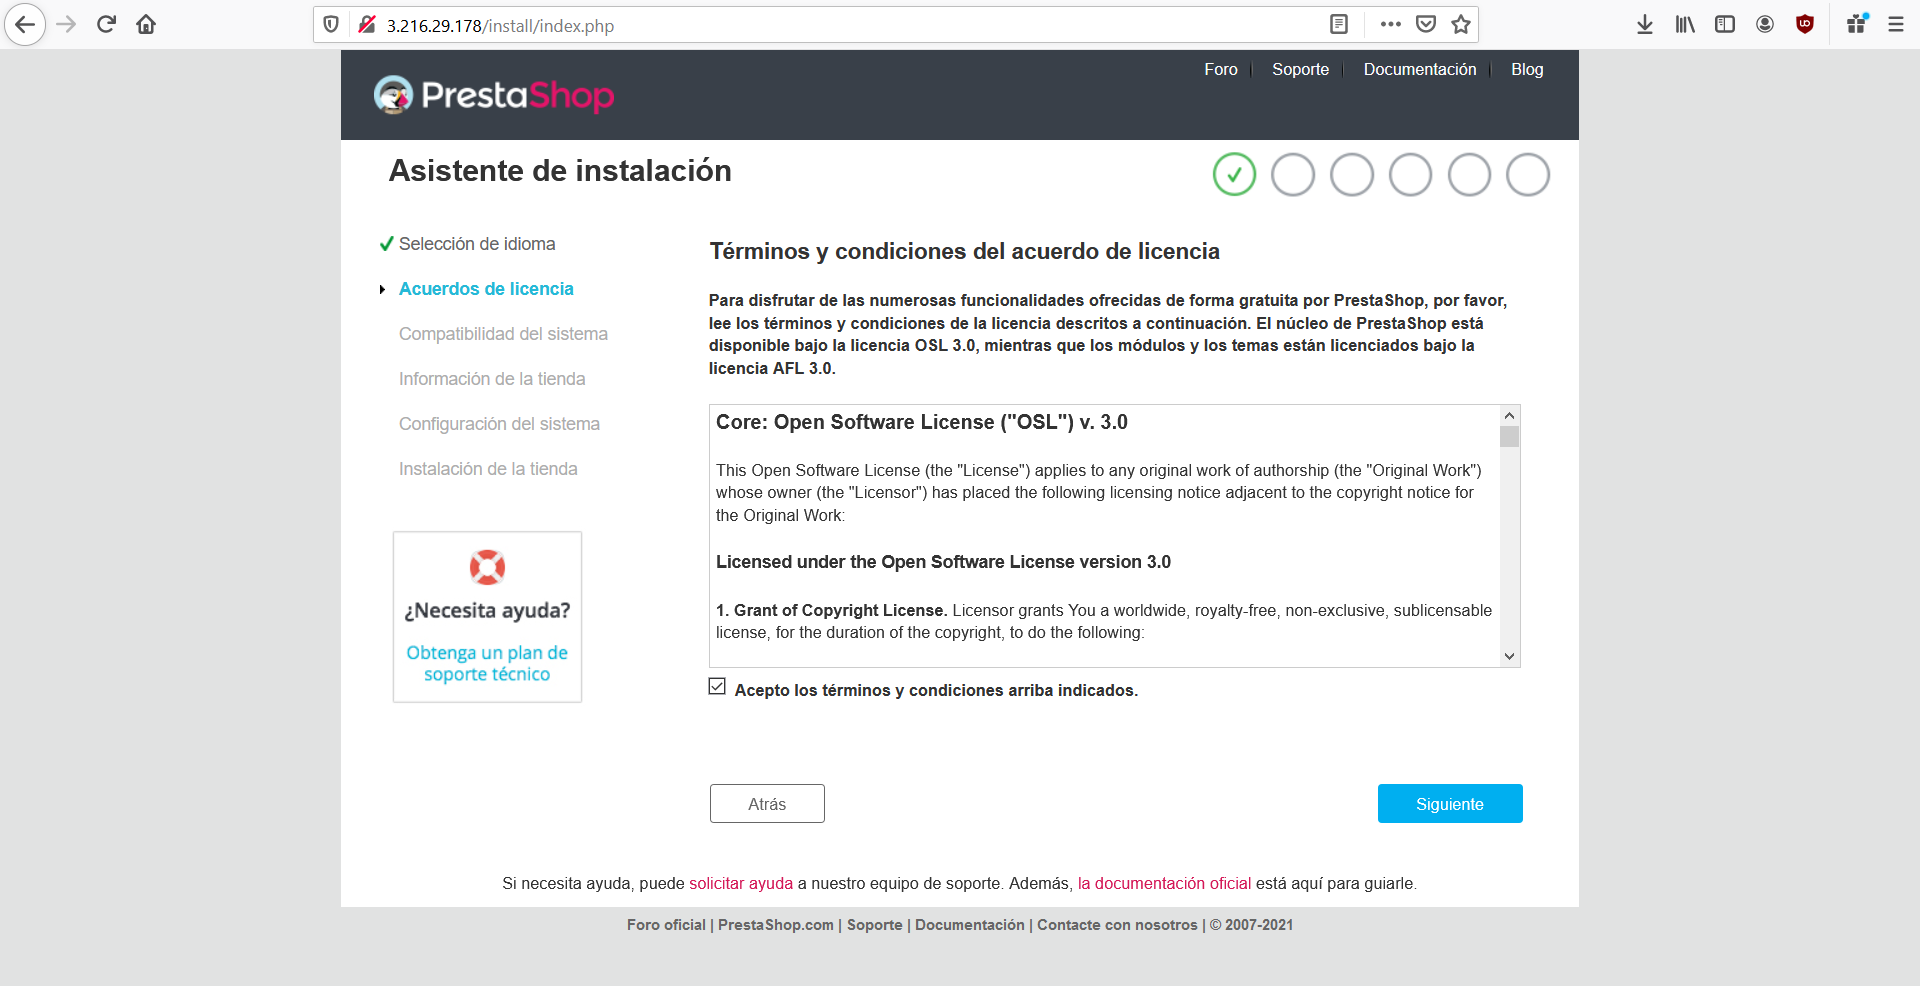 3.216.29.178/install/index.php
PrestaShop
Foro
Soporte
Documentación
Blog
Asistente de instalación
Selección de idioma
Acuerdos de licencia
Compatibilidad del sistema
Información de la tienda
Configuración del sistema
Instalación de la tienda
¿Necesita ayuda?
Obtenga un plan de
soporte técnico
Términos y condiciones del acuerdo de licencia
Para disfrutar de las numerosas funcionalidades ofrecidas de forma gratuita por PrestaShop, por favor,
lee los términos y condiciones de la licencia descritos a continuación. El núcleo de PrestaShop está
disponible bajo la licencia OSL 3.0, mientras que los módulos y los temas están licenciados bajo la
licencia AFL 3.0.
Core: Open Software License ("OSL") v. 3.0
This Open Software License (the "License") applies to any original work of authorship (the "Original Work")
whose owner (the "Licensor") has placed the following licensing notice adjacent to the copyright notice for
the Original Work:
Licensed under the Open Software License version 3.0
1. Grant of Copyright License. Licensor grants You a worldwide, royalty-free, non-exclusive, sublicensable
license, for the duration of the copyright, to do the following:
Acepto los términos y condiciones arriba indicados.
Atrás
Siguiente
Si necesita ayuda, puede solicitar ayuda a nuestro equipo de soporte. Además, la documentación oficial está aquí para guiarle.
Foro oficial | PrestaShop.com | Soporte | Documentación | Contacte con nosotros | © 2007-2021